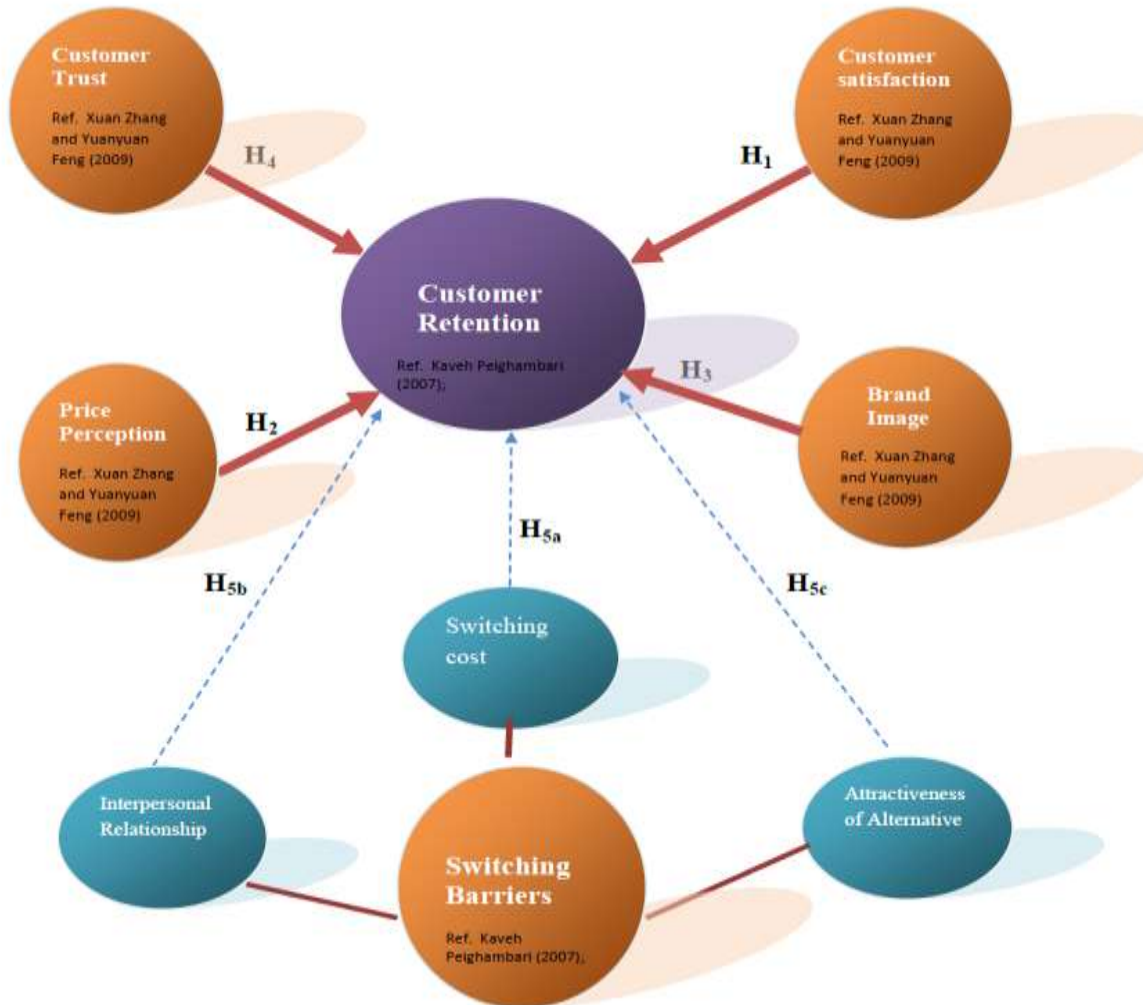 Customer
Trust
Ref. Xuan Zhang
and Yuanyuan
Feng (2009)
Customer
satisfaction
Ref. Xuan Zhang
and Yuanyuan
Feng (2009)
H4
H1
Customer
Retention
Ref. Kaveh Peighambari
(2007);
Price
Perception
Ref. Xuan Zhang
and Yuanyuan
Feng (2009)
H2
H3
Brand
Image
Ref. Xuan Zhang
and Yuanyuan
Feng (2009)
H5b
H5a
H5c
Switching
cost
Interpersonal
Relationship
Attractiveness
of Alternative
Switching
Barriers
Ref. Kaveh
Peighambari (2007);